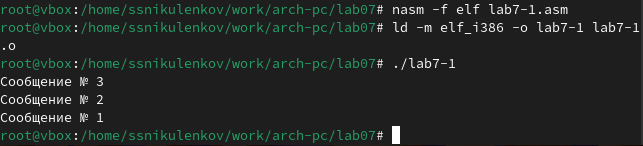 root@vbox:/home/ssnikulenkov/work/arch-pc/lab07# nasm -f elf lab7-1.asm
root@vbox:/home/ssnikulenkov/work/arch-pc/lab07# ld -m elf_i386 -o lab7-1 lab7-1
.o
root@vbox:/home/ssnikulenkov/work/arch-pc/lab07# ./lab7-1
Сообщение № 3
Сообщение № 2
Сообщение № 1
root@vbox:/home/ssnikulenkov/work/arch-pc/lab07#